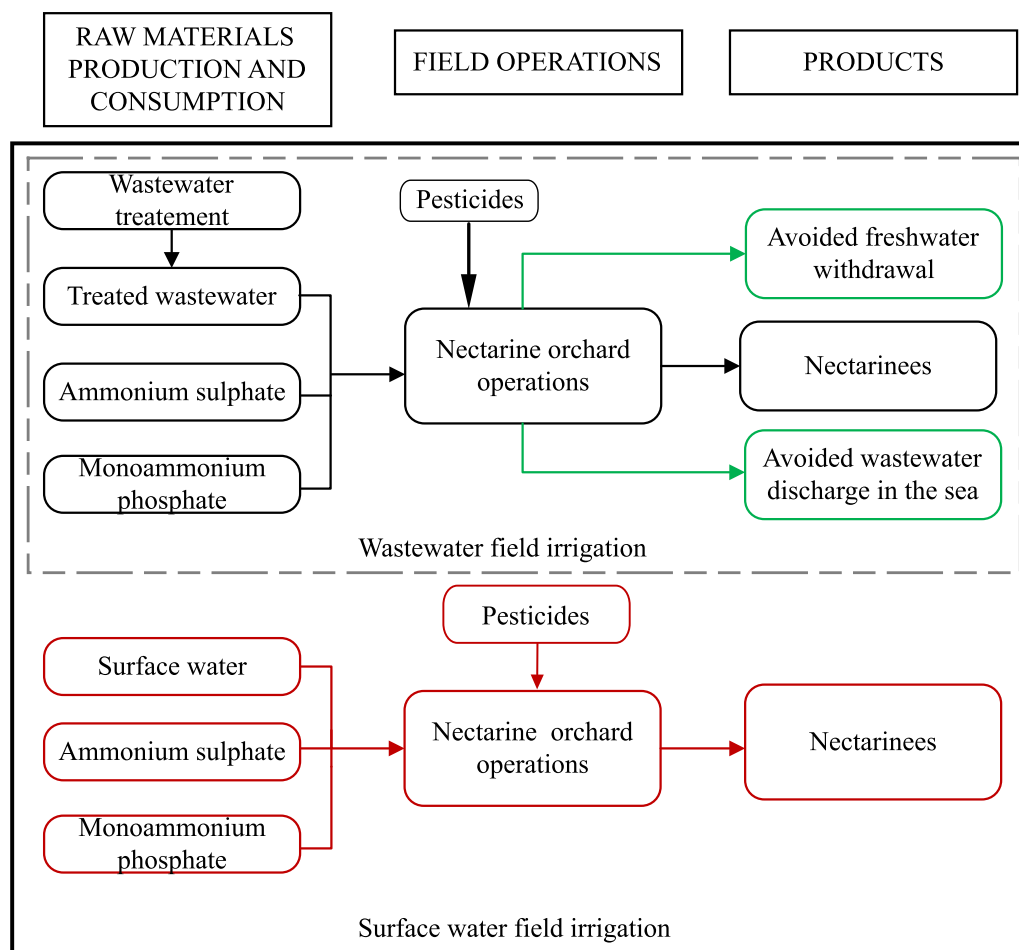 RAW MATERIALS
PRODUCTION AND
CONSUMPTION
FIELD OPERATIONS
PRODUCTS
Wastewater
treatement
Pesticides
Avoided freshwater
withdrawal
Treated wastewater
Nectarine orchard
operations
Nectarinees
Ammonium sulphate
Monoammonium
phosphate
Avoided wastewater
discharge in the sea
Wastewater field irrigation
Pesticides
Surface water
Ammonium sulphate
Nectarine orchard
operations
Nectarinees
Monoammonium
phosphate
Surface water field irrigation